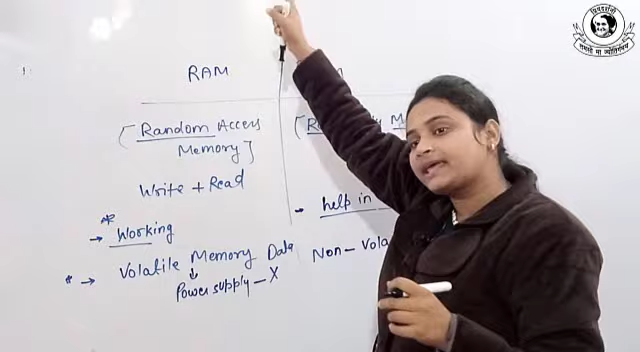 RAM
(Random Access
Memory)
Write + Read
* → Working
* → Volatile Memory Data
Power supply - X
→ help in
Non-Vola